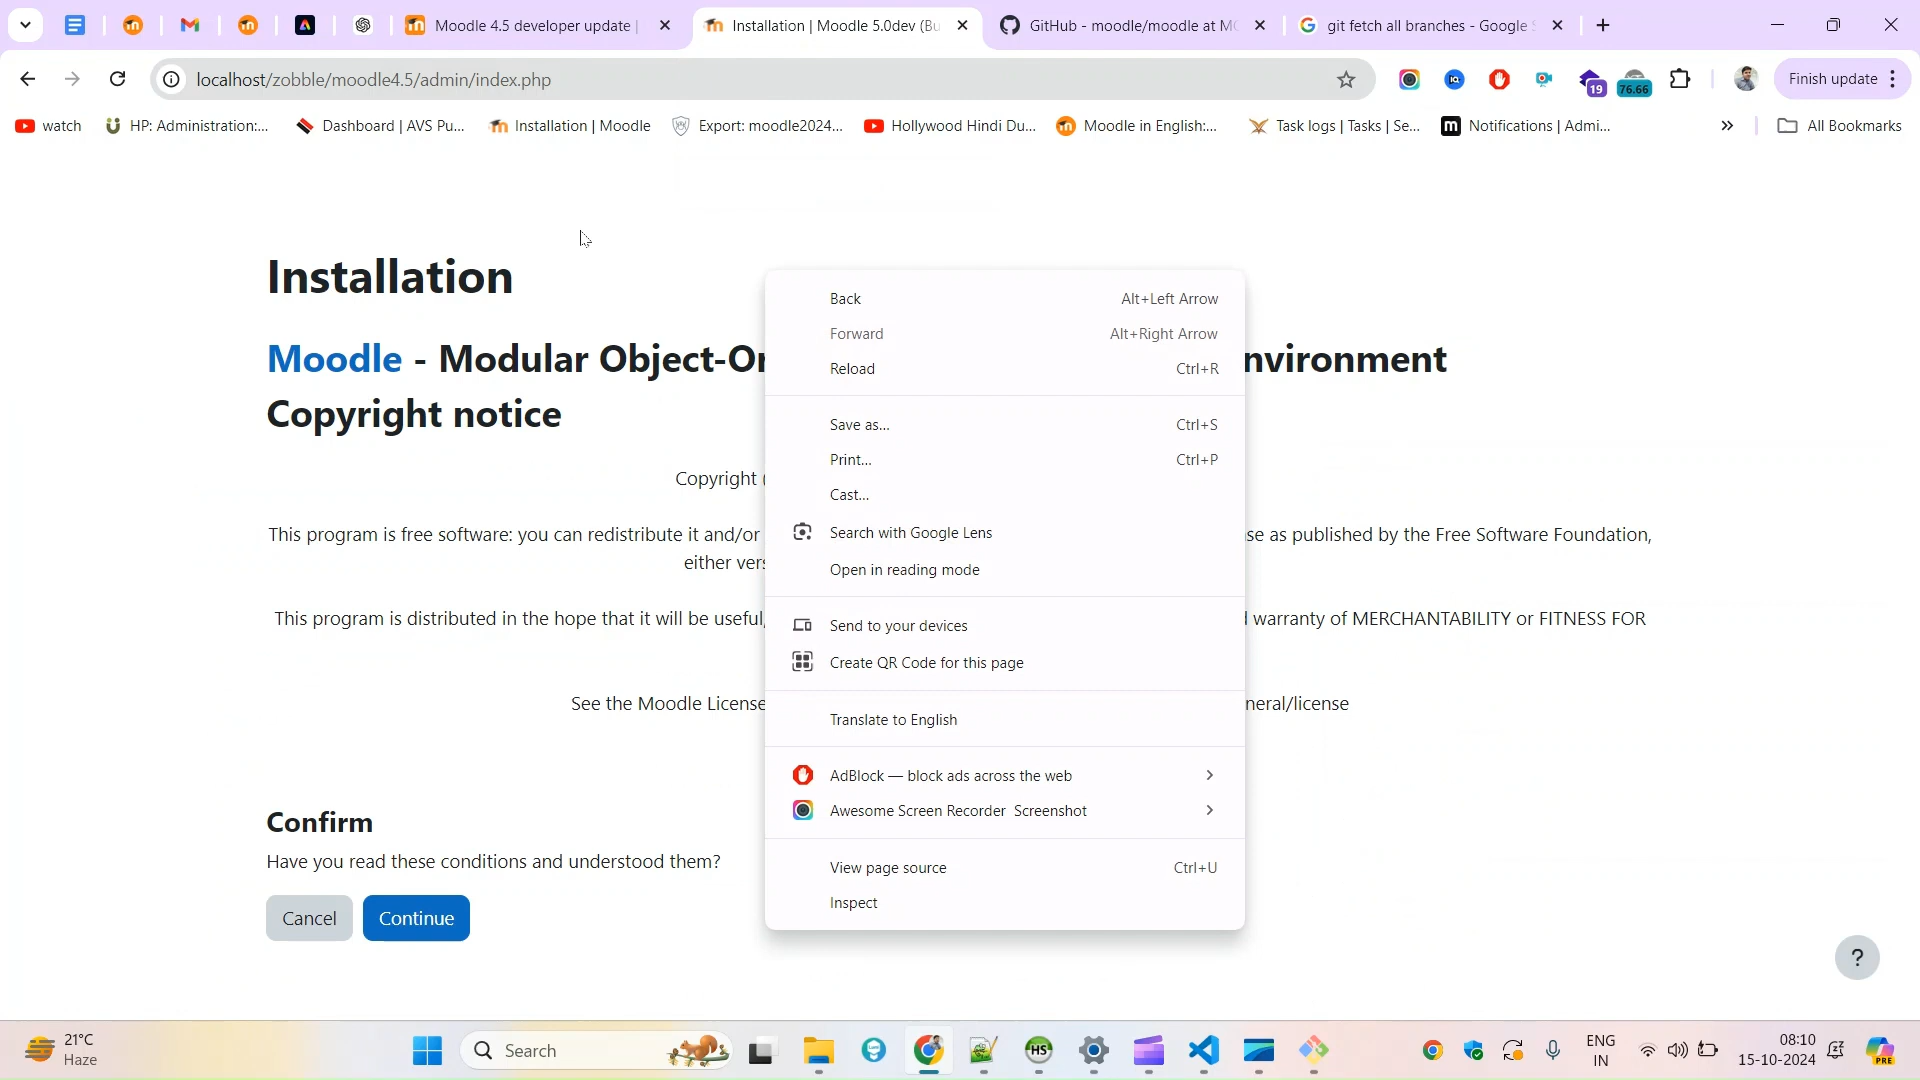 Moodle 4.5 developer update |
Installation | Moodle 5.0dev (Bu
GitHub - moodle/moodle at MO
git fetch all branches - Google S
localhost/zobble/moodle4.5/admin/index.php
19
76.66
Finish update
watch
HP: Administration:...
Dashboard | AVS Pu...
Installation | Moodle
Export: moodle2024...
Hollywood Hindi Du...
Moodle in English:...
Task logs | Tasks | Se...
Notifications | Admi...
All Bookmarks
Installation
Moodle - Modular Object-Or
nvironment
Copyright notice
Copyright (
This program is free software: you can redistribute it and/or
se as published by the Free Software Foundation,
either vers
This program is distributed in the hope that it will be useful,
warranty of MERCHANTABILITY or FITNESS FOR
See the Moodle License
neral/license
Back Alt+Left Arrow
Forward Alt+Right Arrow
Reload Ctrl+R
Save as... Ctrl+S
Print... Ctrl+P
Cast...
Search with Google Lens
Open in reading mode
Send to your devices
Create QR Code for this page
Translate to English
AdBlock — block ads across the web
Awesome Screen Recorder Screenshot
View page source Ctrl+U
Inspect
Confirm
Have you read these conditions and understood them?
Cancel
Continue
?
21°C
Haze
Search
HS
ENG
IN
08:10
15-10-2024
PRE